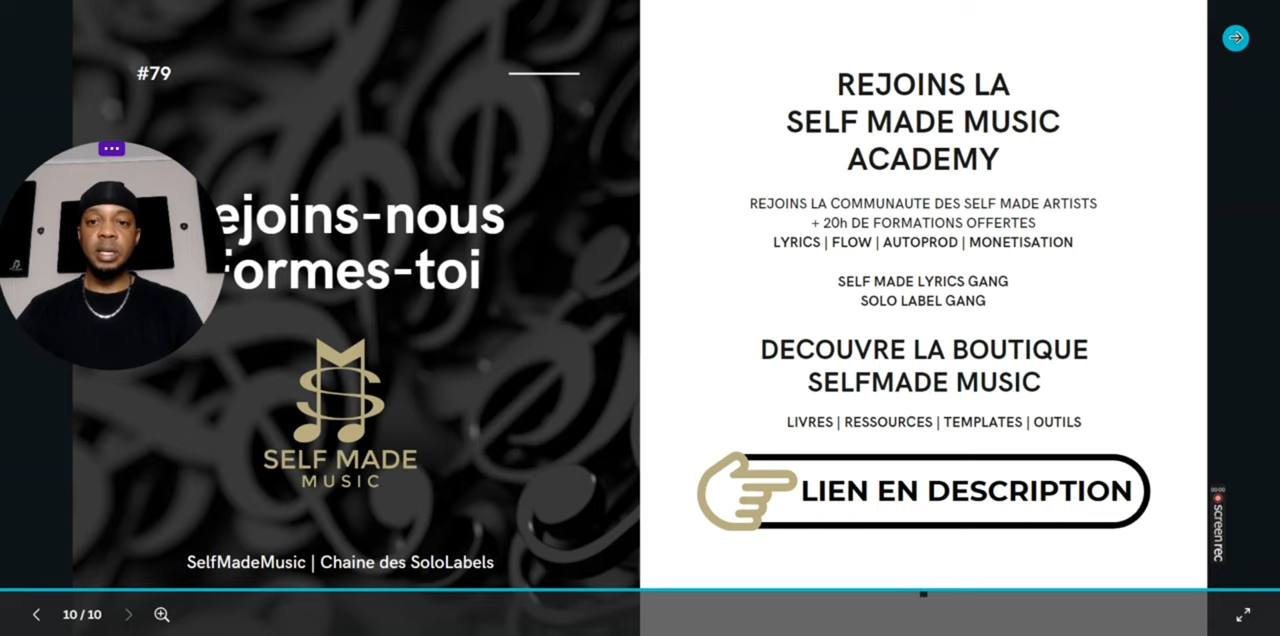 #79
ejoins-nous
formes-toi
SELF MADE
MUSIC
SelfMadeMusic | Chaine des SoloLabels
REJOINS LA
SELF MADE MUSIC
ACADEMY
REJOINS LA COMMUNAUTE DES SELF MADE ARTISTS
+ 20h DE FORMATIONS OFFERTES
LYRICS | FLOW | AUTOPROD | MONETISATION
SELF MADE LYRICS GANG
SOLO LABEL GANG
DECOUVRE LA BOUTIQUE
SELFMADE MUSIC
LIVRES | RESSOURCES | TEMPLATES | OUTILS
LIEN EN DESCRIPTION
00:00
screenrec
10 / 10